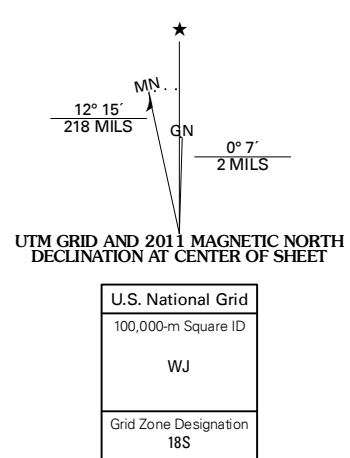 ★
MN
12° 15´
218 MILS
GN
0° 7´
2 MILS
UTM GRID AND 2011 MAGNETIC NORTH
DECLINATION AT CENTER OF SHEET
U.S. National Grid
100,000-m Square ID
WJ
Grid Zone Designation
18S